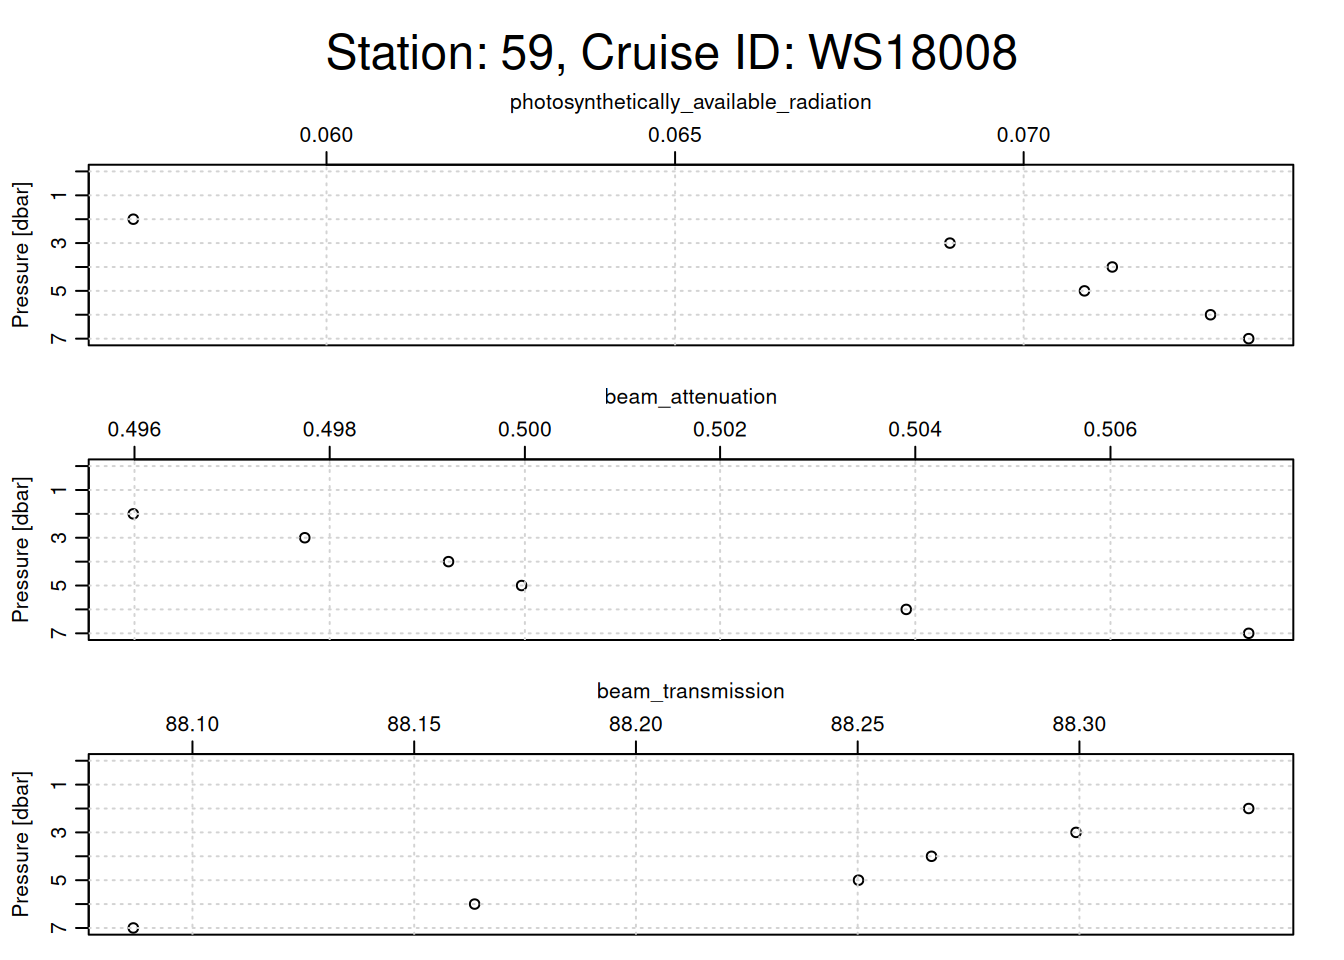 Station: 59, Cruise ID: WS18008
photosynthetically_available_radiation
0.060 0.065 0.070
Pressure [dbar]
1
3
5
7
beam_attenuation
0.496 0.498 0.500 0.502 0.504 0.506
Pressure [dbar]
1
3
5
7
beam_transmission
88.10 88.15 88.20 88.25 88.30
Pressure [dbar]
1
3
5
7